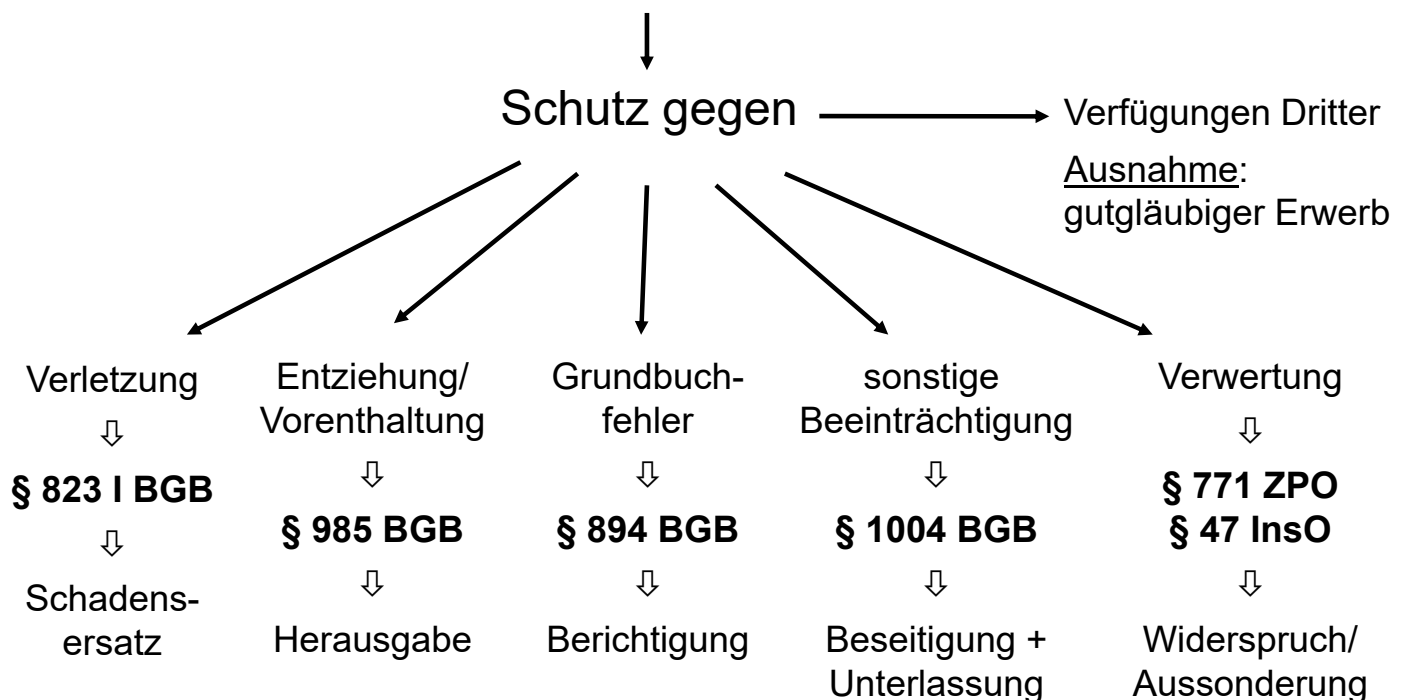 Schutz gegen
Verfügungen Dritter
Ausnahme:
gutgläubiger Erwerb
Verletzung
⇩
§ 823 I BGB
⇩
Schadens-
ersatz
Entziehung/
Vorenthaltung
⇩
§ 985 BGB
⇩
Herausgabe
Grundbuch-
fehler
⇩
§ 894 BGB
⇩
Berichtigung
sonstige
Beeinträchtigung
⇩
§ 1004 BGB
⇩
Beseitigung +
Unterlassung
Verwertung
⇩
§ 771 ZPO
§ 47 InsO
⇩
Widerspruch/
Aussonderung